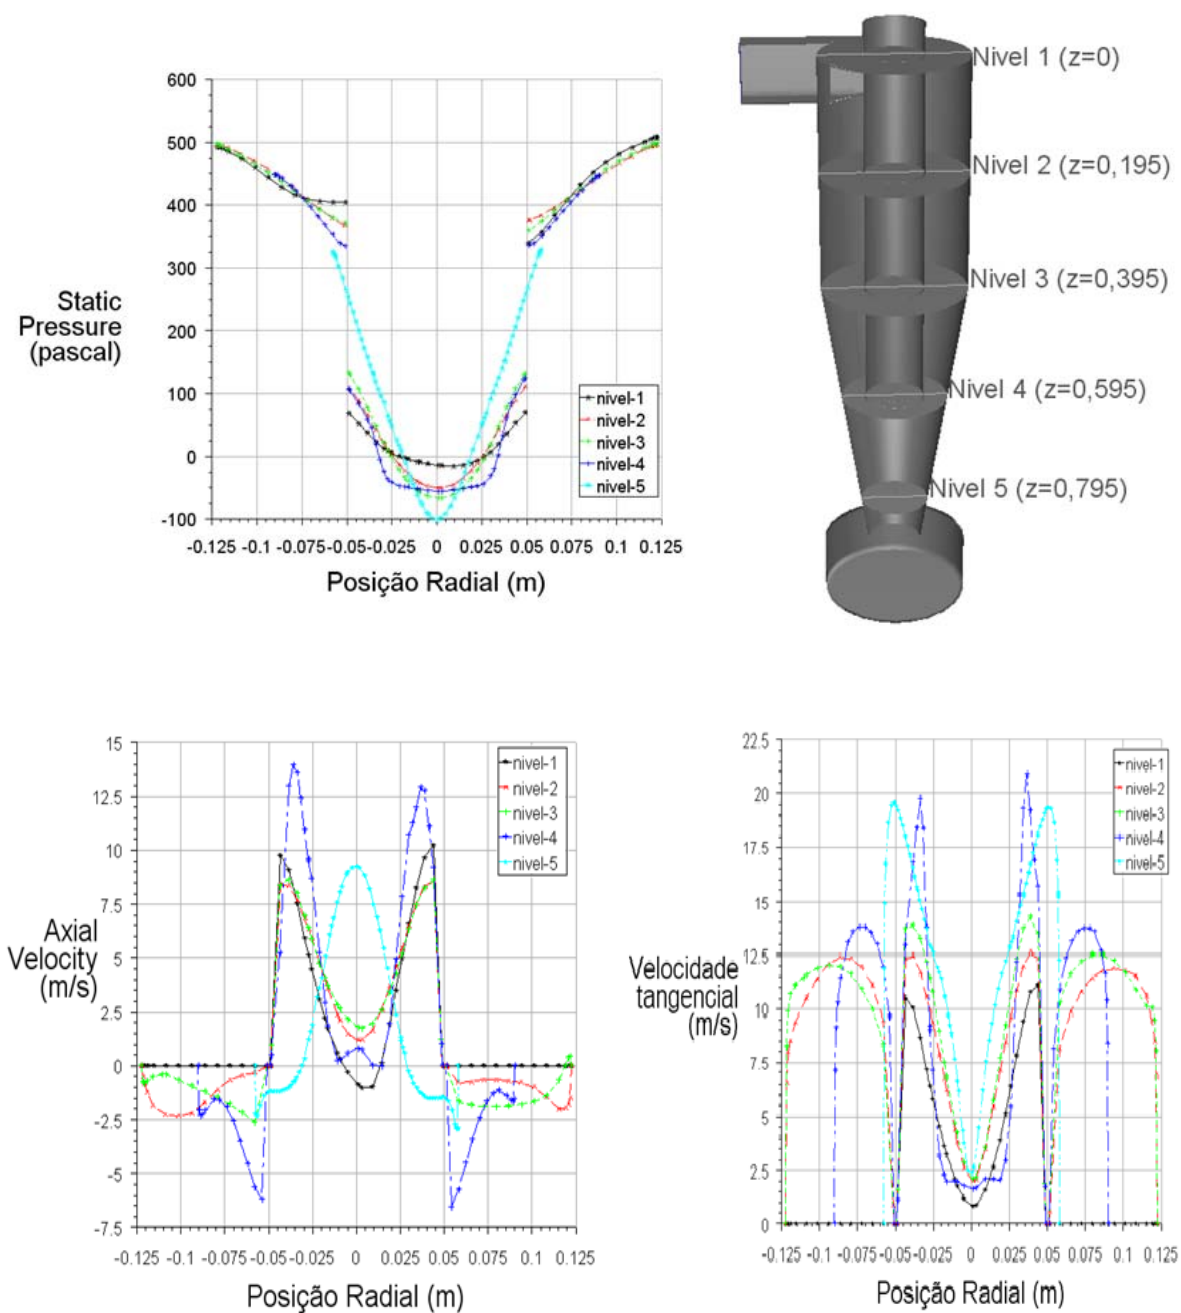 600
500
400
300
200
100
0
-100
Static
Pressure
(pascal)
nivel-1
nivel-2
nivel-3
nivel-4
nivel-5
-0.125 -0.1 -0.075 -0.05 -0.025 0 0.025 0.05 0.075 0.1 0.125
Posição Radial (m)
Nivel 1 (z=0)
Nivel 2 (z=0,195)
Nivel 3 (z=0,395)
Nivel 4 (z=0,595)
Nivel 5 (z=0,795)
15
12.5
10
7.5
5
2.5
0
-2.5
-5
-7.5
Axial
Velocity
(m/s)
nivel-1
nivel-2
nivel-3
nivel-4
nivel-5
-0.125 -0.1 -0.075 -0.05 -0.025 0 0.025 0.05 0.075 0.1 0.125
Posição Radial (m)
22.5
20
17.5
15
12.5
10
7.5
5
2.5
0
Velocidade
tangencial
(m/s)
nivel-1
nivel-2
nivel-3
nivel-4
nivel-5
-0.125 -0.1 -0.075 -0.05 -0.025 0 0.025 0.05 0.075 0.1 0.125
Posição Radial (m)